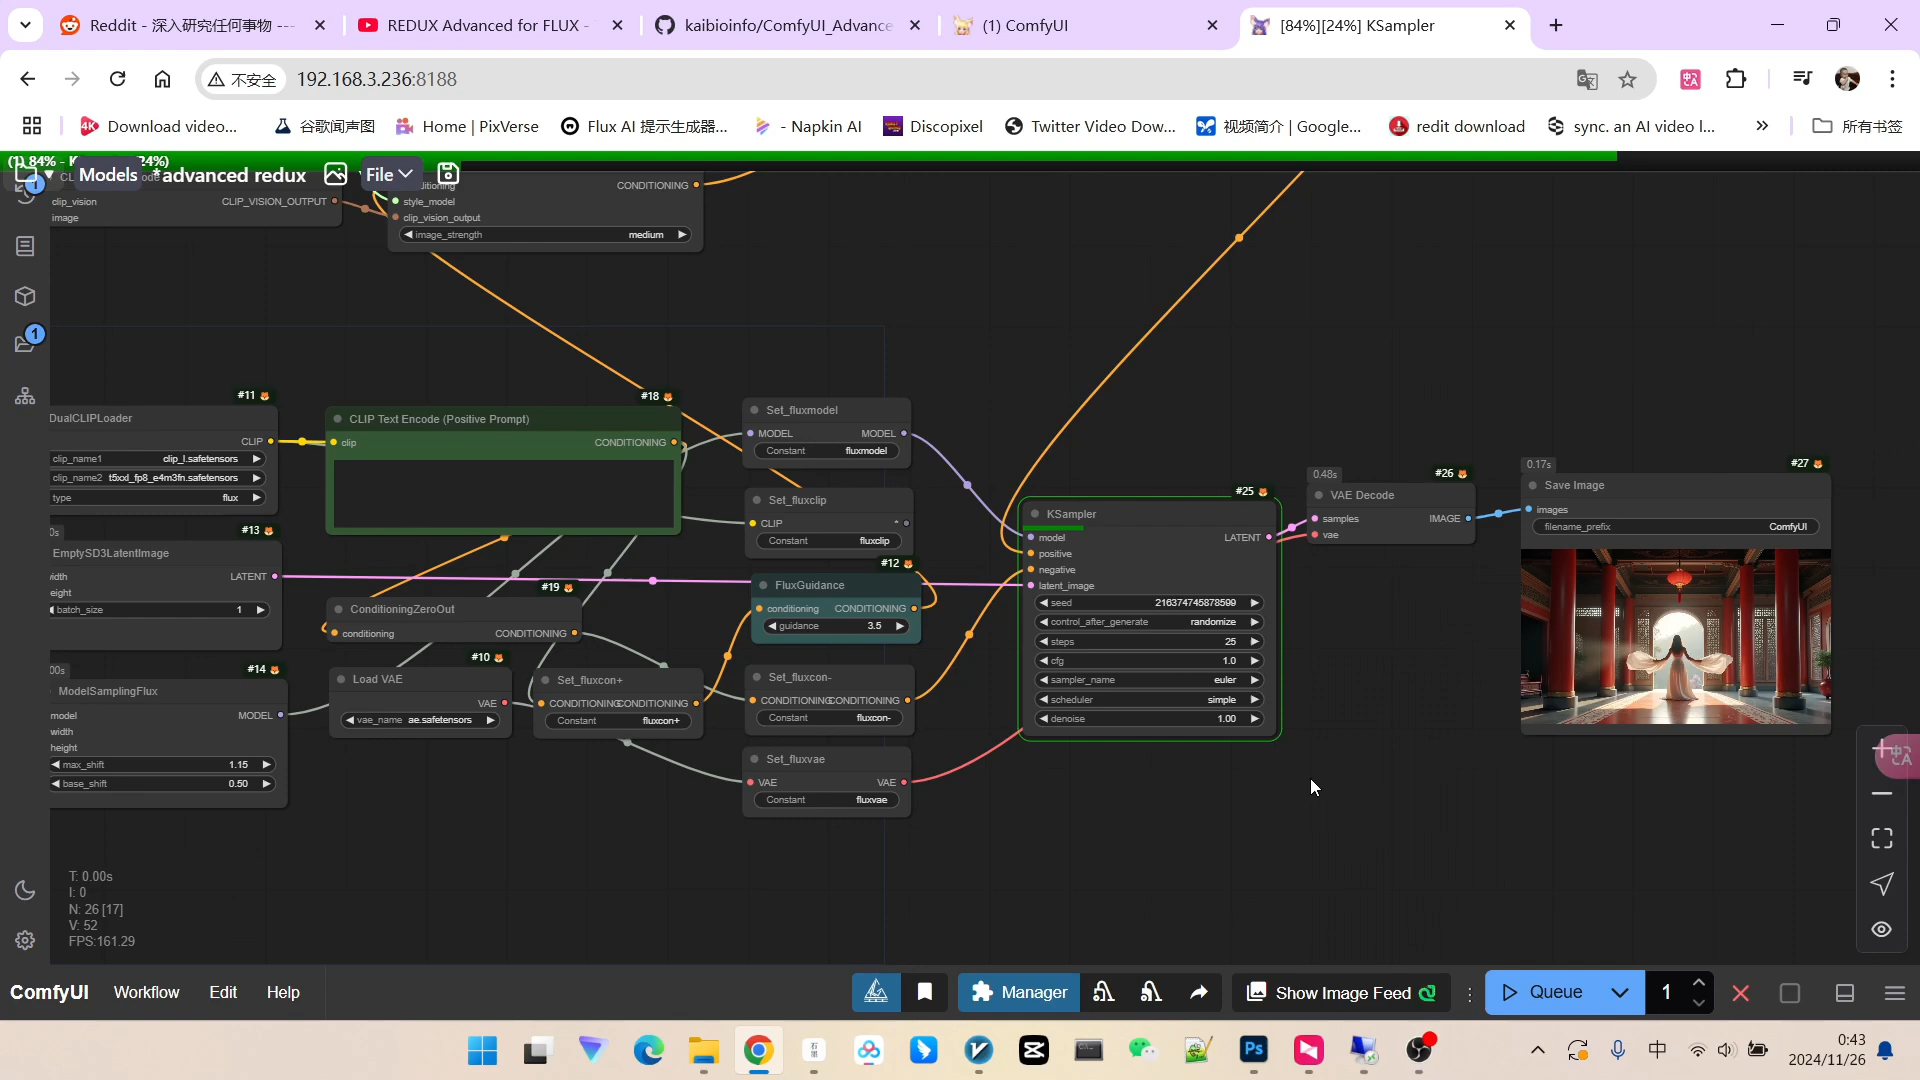 Reddit - 深入研究任何事物 ---
REDUX Advanced for FLUX -
kaibioinfo/ComfyUI_Advance
(1) ComfyUI
[84%][24%] KSampler
不安全
192.168.3.236:8188
4K
Download video...
谷歌闻声图
Home | PixVerse
Flux AI 提示生成器...
- Napkin AI
Discopixel
Twitter Video Dow...
视频简介 | Google...
redit download
sync. an AI video l...
所有书签
Models
*advanced redux
File
CONDITIONING
clip_vision
CLIP_VISION_OUTPUT
image
style_model
clip_vision_output
image_strength
medium
1
1
#11
DualCLIPLoader
CLIP
clip_name1
clip_l.safetensors
clip_name2
t5xxl_fp8_e4m3fn.safetensors
type
flux
#18
CLIP Text Encode (Positive Prompt)
clip
CONDITIONING
Set_fluxmodel
MODEL
MODEL
Constant
fluxmodel
Set_fluxclip
CLIP
Constant
fluxclip
#13
EmptySD3LatentImage
LATENT
batch_size
1
#19
ConditioningZeroOut
conditioning
CONDITIONING
#12
FluxGuidance
conditioning
CONDITIONING
guidance
3.5
#14
ModelSamplingFlux
model
MODEL
width
height
max_shift
1.15
base_shift
0.50
#10
Load VAE
VAE
vae_name
ae.safetensors
Set_fluxcon+
CONDITIONING
CONDITIONING
Constant
fluxcon+
Set_fluxcon-
CONDITIONING
CONDITIONING
Constant
fluxcon-
Set_fluxvae
VAE
VAE
Constant
fluxvae
#25
KSampler
model
LATENT
positive
negative
latent_image
seed
216374745878599
control_after_generate
randomize
steps
25
cfg
1.0
sampler_name
euler
scheduler
simple
denoise
1.00
0.48s
#26
VAE Decode
samples
IMAGE
vae
0.17s
#27
Save Image
images
filename_prefix
ComfyUI
T: 0.00s
I: 0
N: 26 [17]
V: 52
FPS:161.29
ComfyUI
Workflow
Edit
Help
Manager
Show Image Feed
Queue
1
Ps
中
0:43
2024/11/26